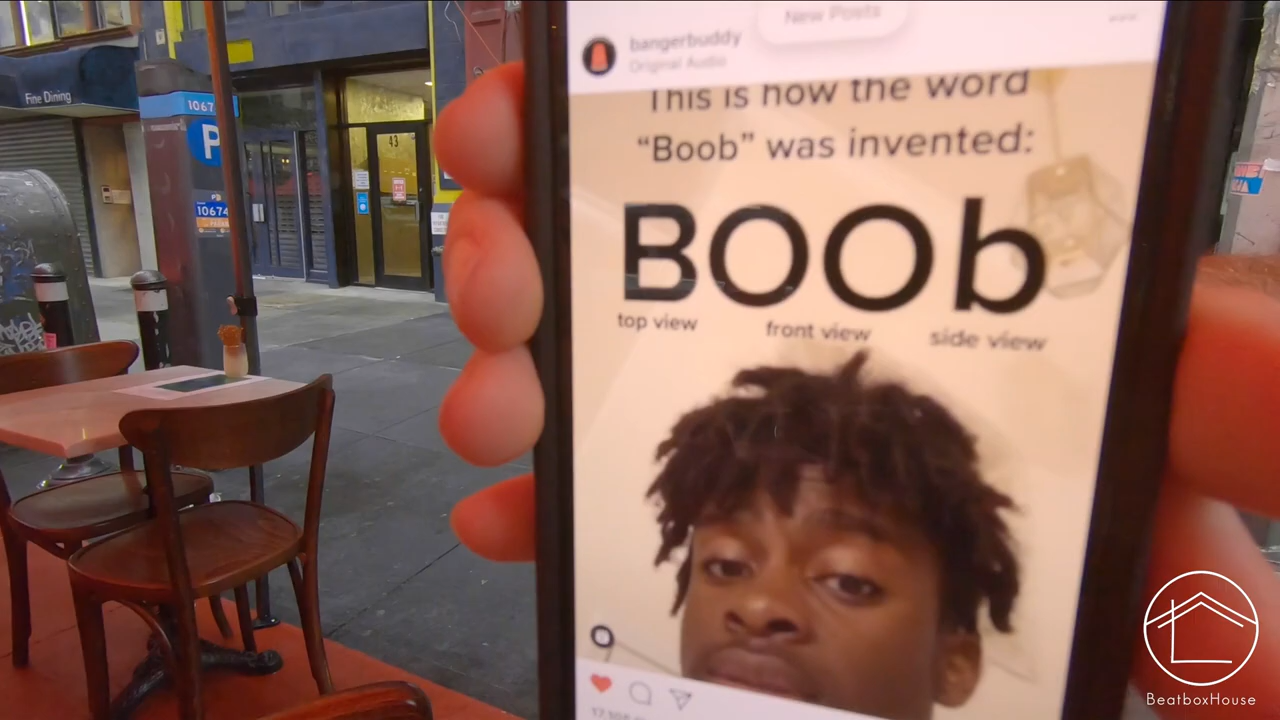 Fine Dining
1067
P
10674
43
New Posts
bangerbuddy
Original Audio
This is how the word
“Boob” was invented:
BOOb
top view
front view
side view
BeatboxHouse